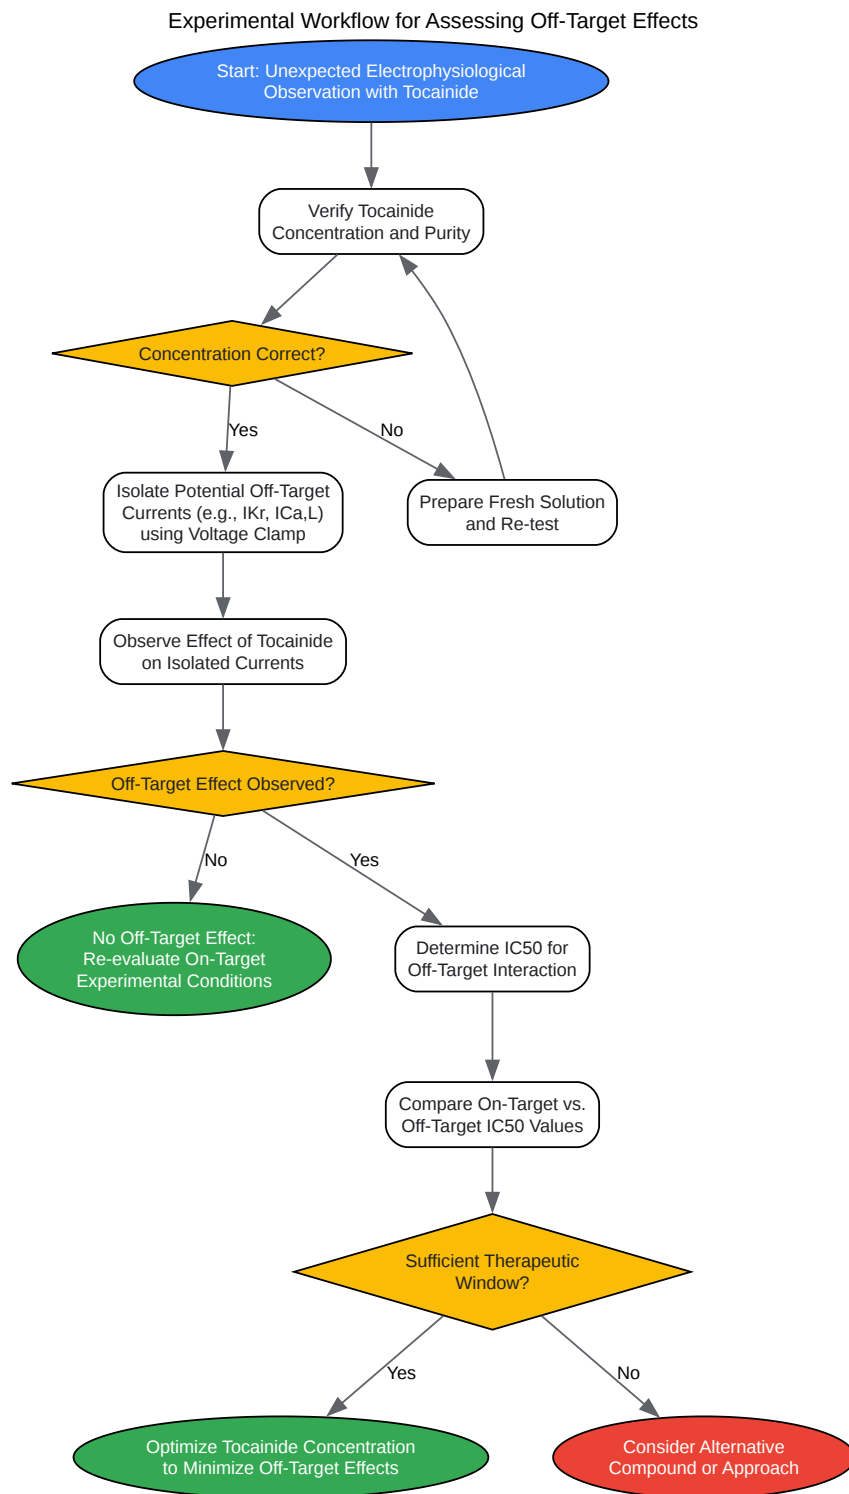 Experimental Workflow for Assessing Off-Target Effects
Start: Unexpected Electrophysiological
Observation with Tocainide
Verify Tocainide
Concentration and Purity
Concentration Correct?
Yes
No
Isolate Potential Off-Target
Currents (e.g., IKr, ICa,L)
using Voltage Clamp
Prepare Fresh Solution
and Re-test
Observe Effect of Tocainide
on Isolated Currents
Off-Target Effect Observed?
No
Yes
No Off-Target Effect:
Re-evaluate On-Target
Experimental Conditions
Determine IC50 for
Off-Target Interaction
Compare On-Target vs.
Off-Target IC50 Values
Sufficient Therapeutic
Window?
Yes
No
Optimize Tocainide Concentration
to Minimize Off-Target Effects
Consider Alternative
Compound or Approach